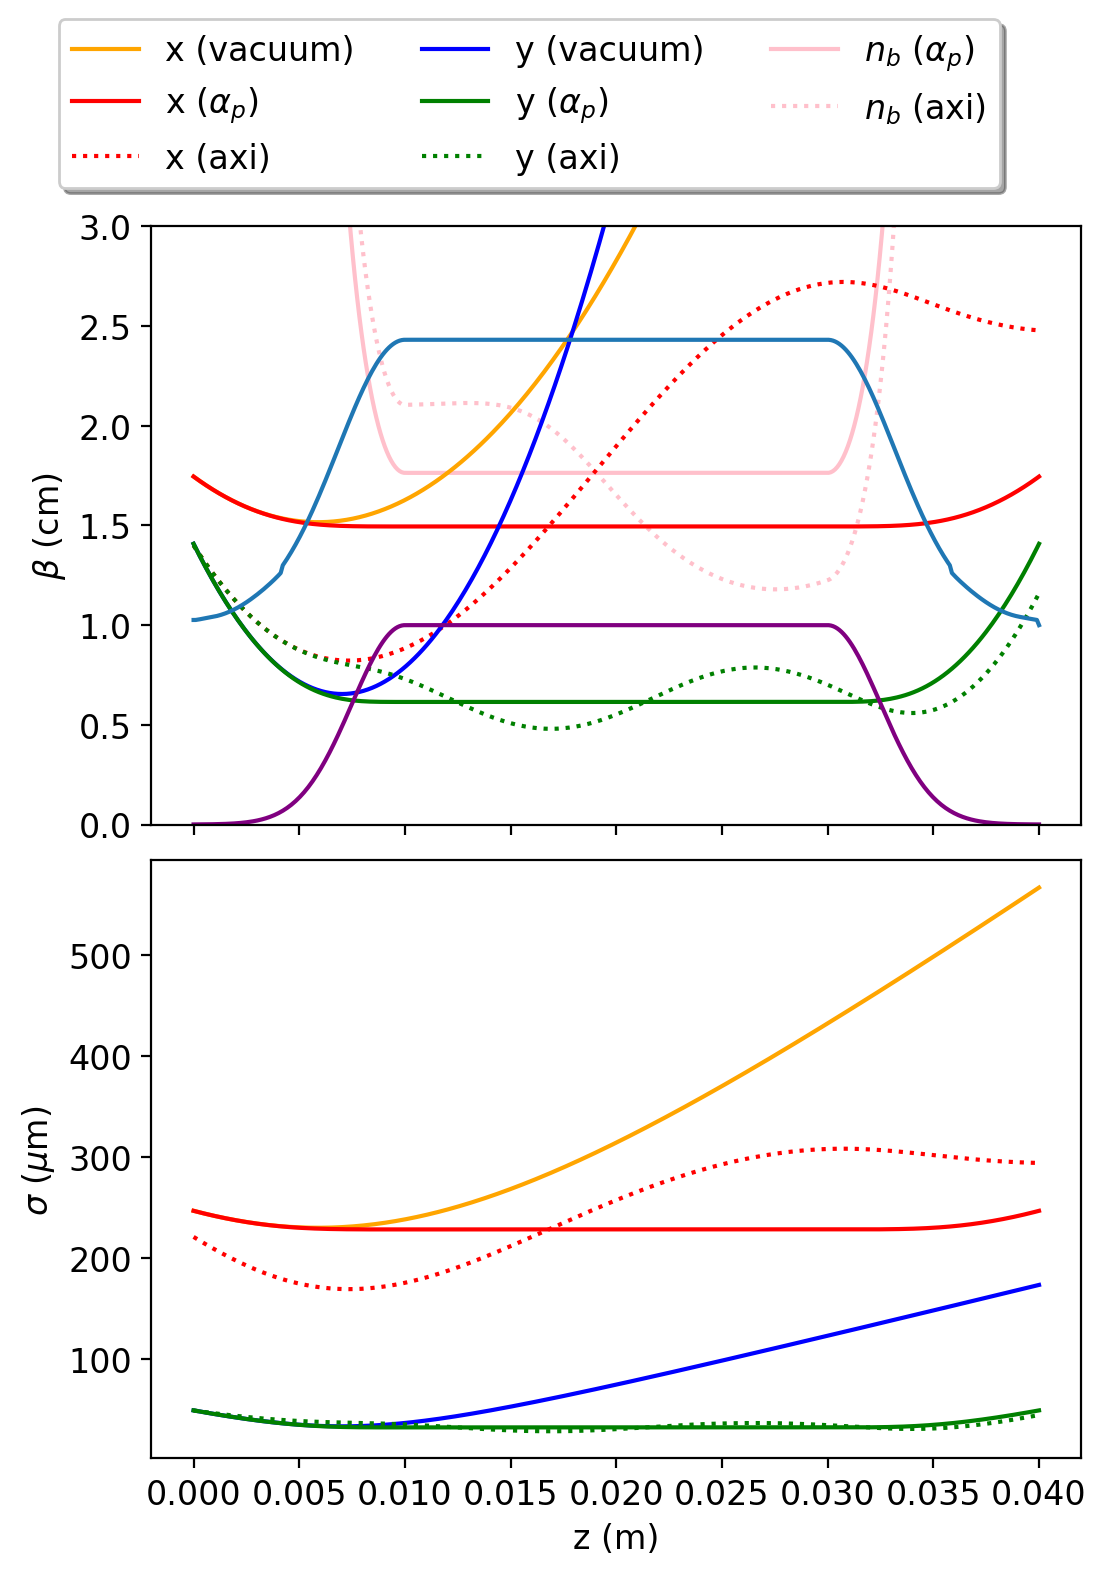 x (vacuum) y (vacuum) n_b (α_p)
x (α_p) y (α_p) n_b (axi)
x (axi) y (axi)
3.0
2.5
2.0
1.5
1.0
0.5
0.0
β (cm)
500
400
300
200
100
σ (μm)
0.000 0.005 0.010 0.015 0.020 0.025 0.030 0.035 0.040
z (m)